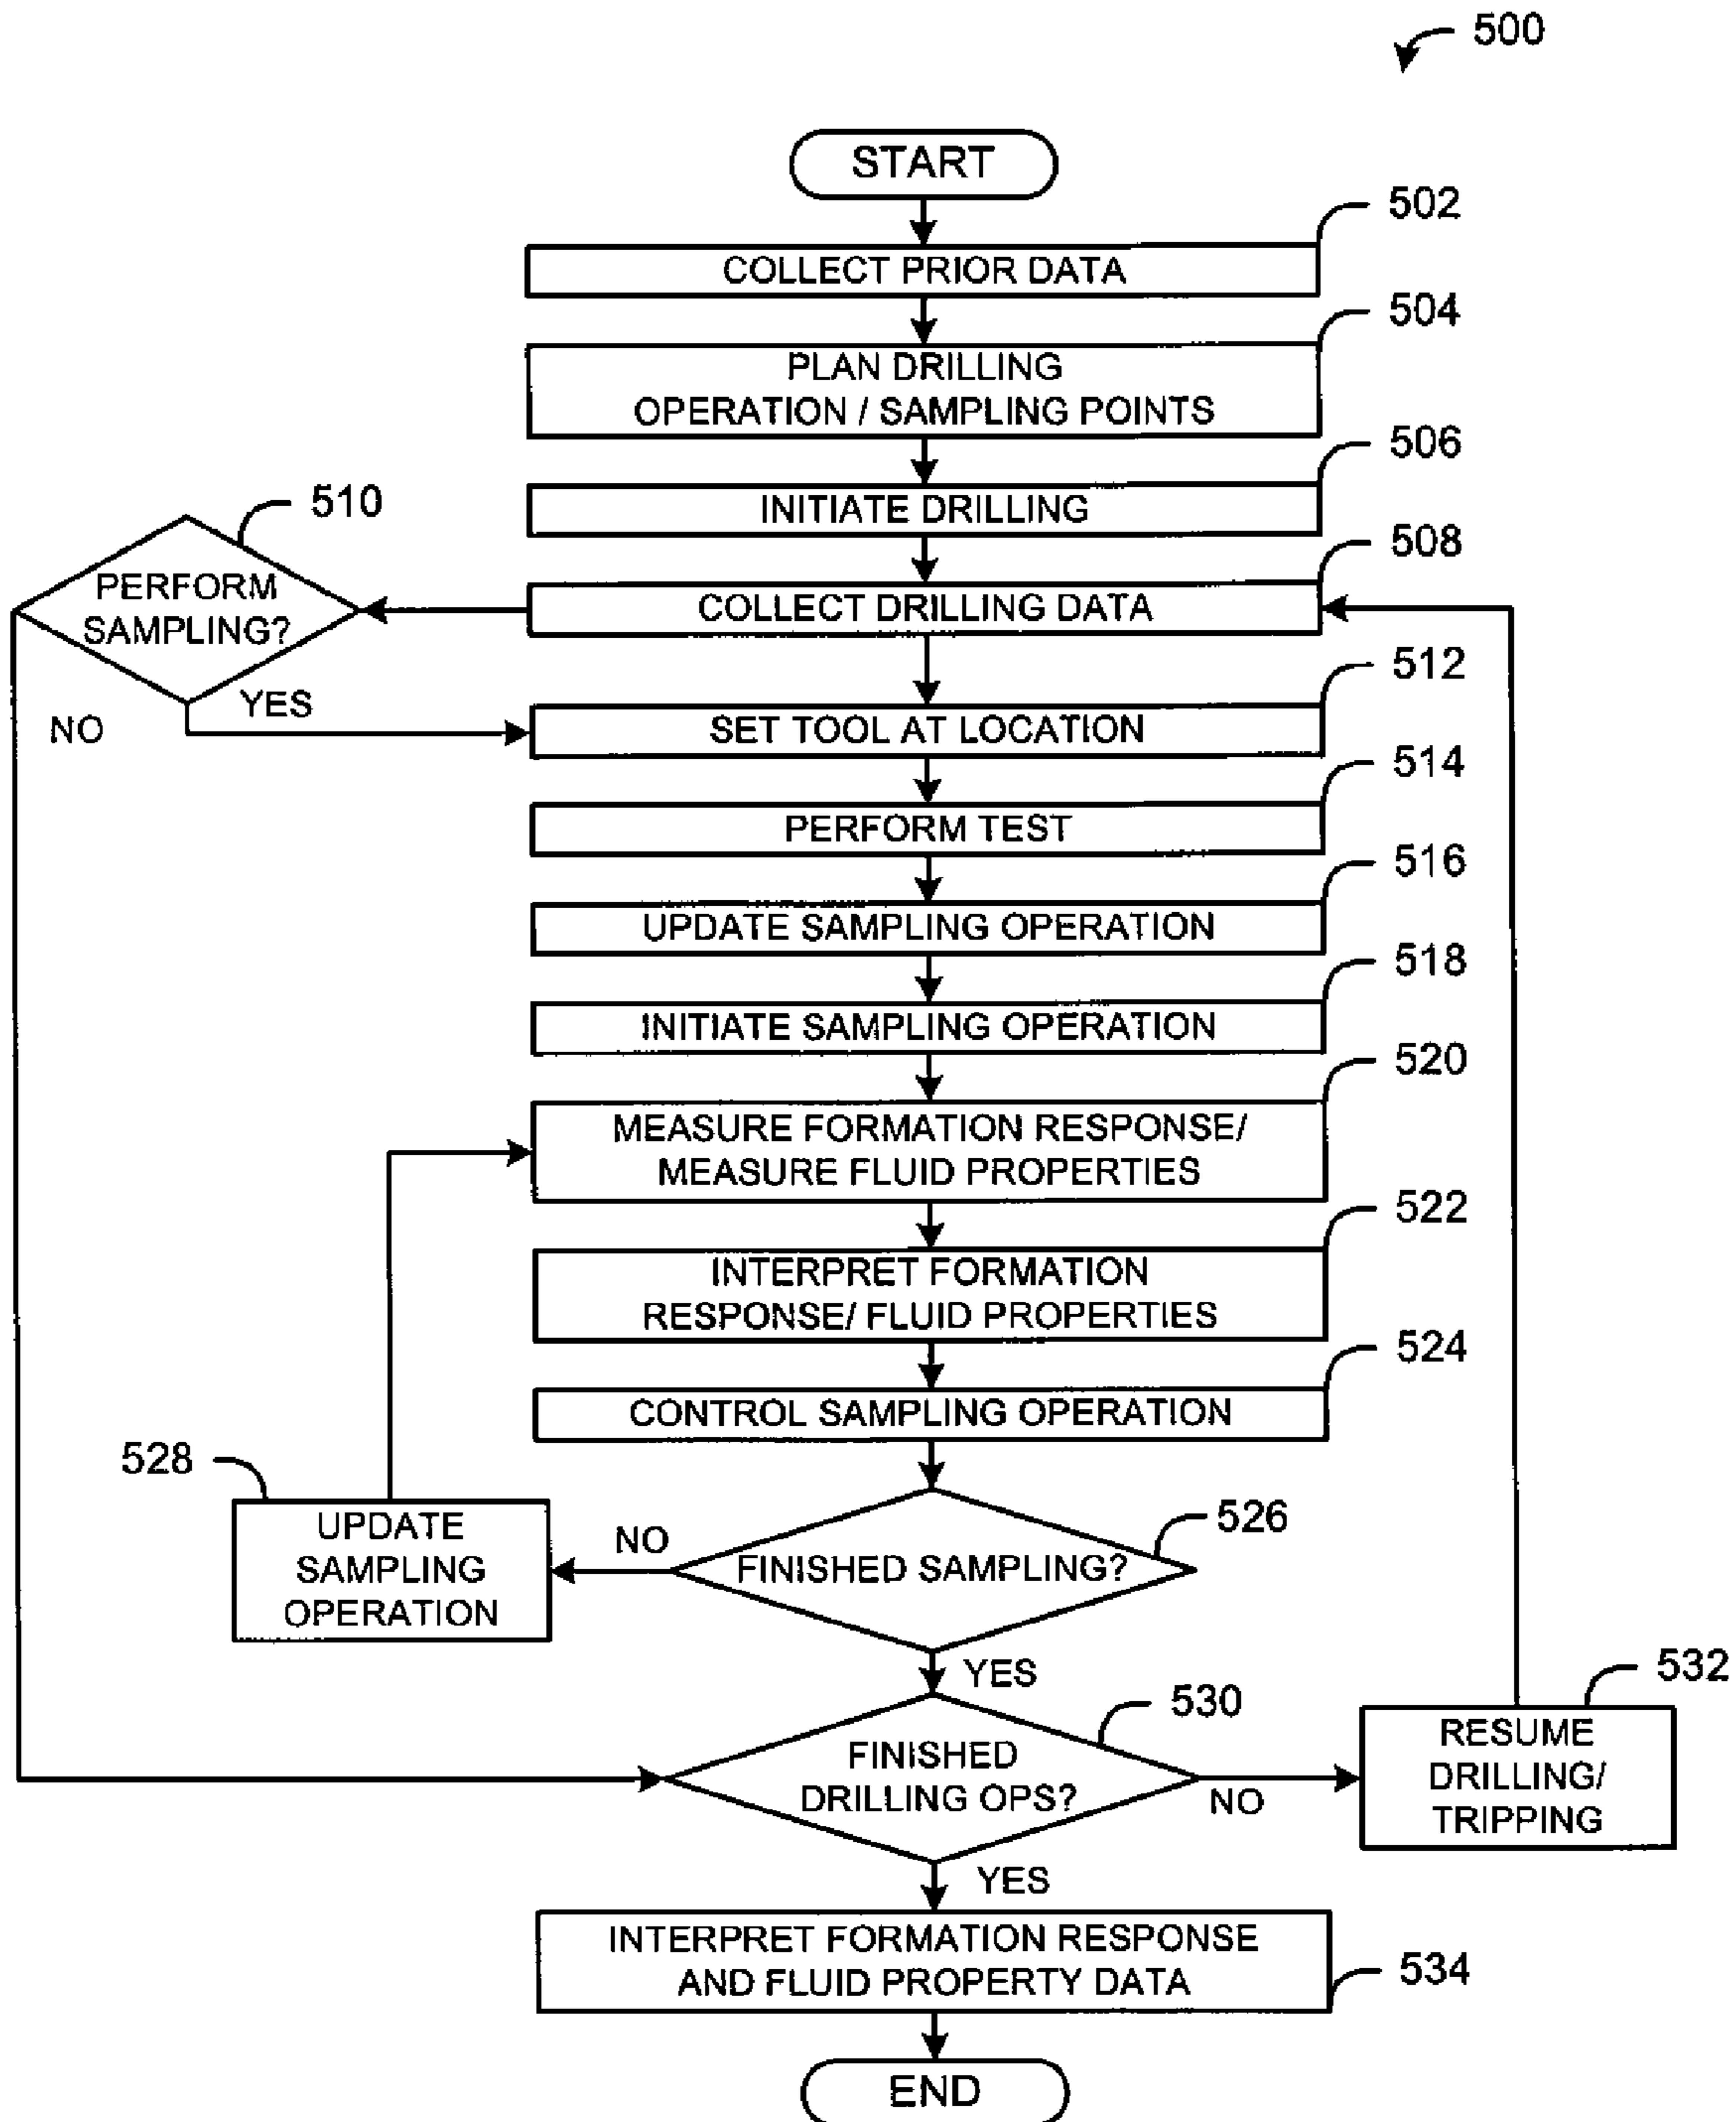 500
START
502
COLLECT PRIOR DATA
504
PLAN DRILLING
OPERATION / SAMPLING POINTS
506
INITIATE DRILLING
510
PERFORM
SAMPLING?
508
COLLECT DRILLING DATA
YES
NO
512
SET TOOL AT LOCATION
514
PERFORM TEST
516
UPDATE SAMPLING OPERATION
518
INITIATE SAMPLING OPERATION
520
MEASURE FORMATION RESPONSE/
MEASURE FLUID PROPERTIES
522
INTERPRET FORMATION
RESPONSE/ FLUID PROPERTIES
524
CONTROL SAMPLING OPERATION
528
UPDATE
SAMPLING
OPERATION
NO
526
FINISHED SAMPLING?
YES
530
FINISHED
DRILLING OPS?
NO
532
RESUME
DRILLING/
TRIPPING
YES
INTERPRET FORMATION RESPONSE
AND FLUID PROPERTY DATA
534
END